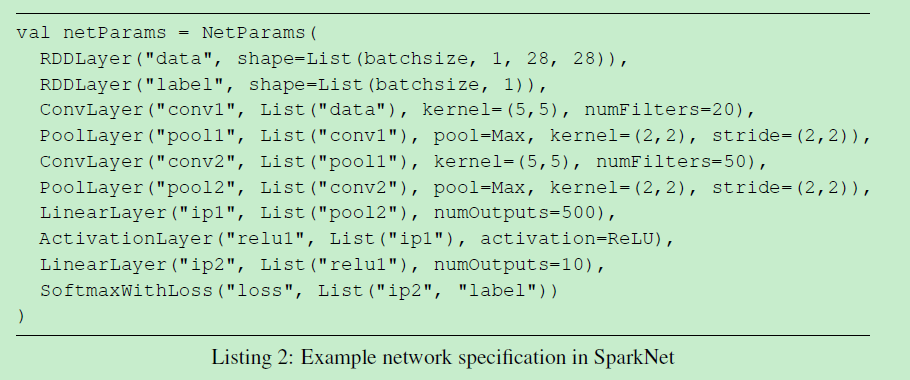 val netParams = NetParams(
RDDLayer("data", shape=List(batchsize, 1, 28, 28)),
RDDLayer("label", shape=List(batchsize, 1)),
ConvLayer("conv1", List("data"), kernel=(5,5), numFilters=20),
PoolLayer("pool1", List("conv1"), pool=Max, kernel=(2,2), stride=(2,2)),
ConvLayer("conv2", List("pool1"), kernel=(5,5), numFilters=50),
PoolLayer("pool2", List("conv2"), pool=Max, kernel=(2,2), stride=(2,2)),
LinearLayer("ip1", List("pool2"), numOutputs=500),
ActivationLayer("relu1", List("ip1"), activation=ReLU),
LinearLayer("ip2", List("relu1"), numOutputs=10),
SoftmaxWithLoss("loss", List("ip2", "label"))
)
Listing 2: Example network specification in SparkNet